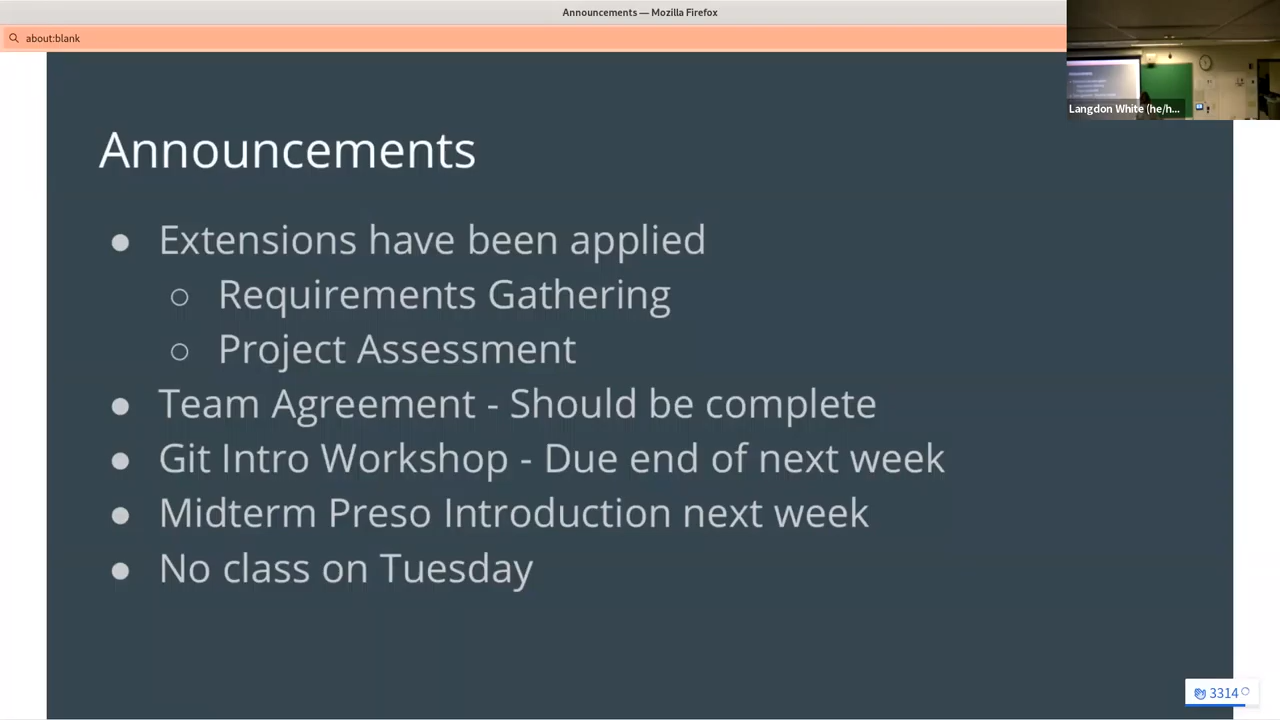 Announcements — Mozilla Firefox
about:blank
Langdon White (he/h...
Announcements
Extensions have been applied
Requirements Gathering
Project Assessment
Team Agreement - Should be complete
Git Intro Workshop - Due end of next week
Midterm Preso Introduction next week
No class on Tuesday
3314